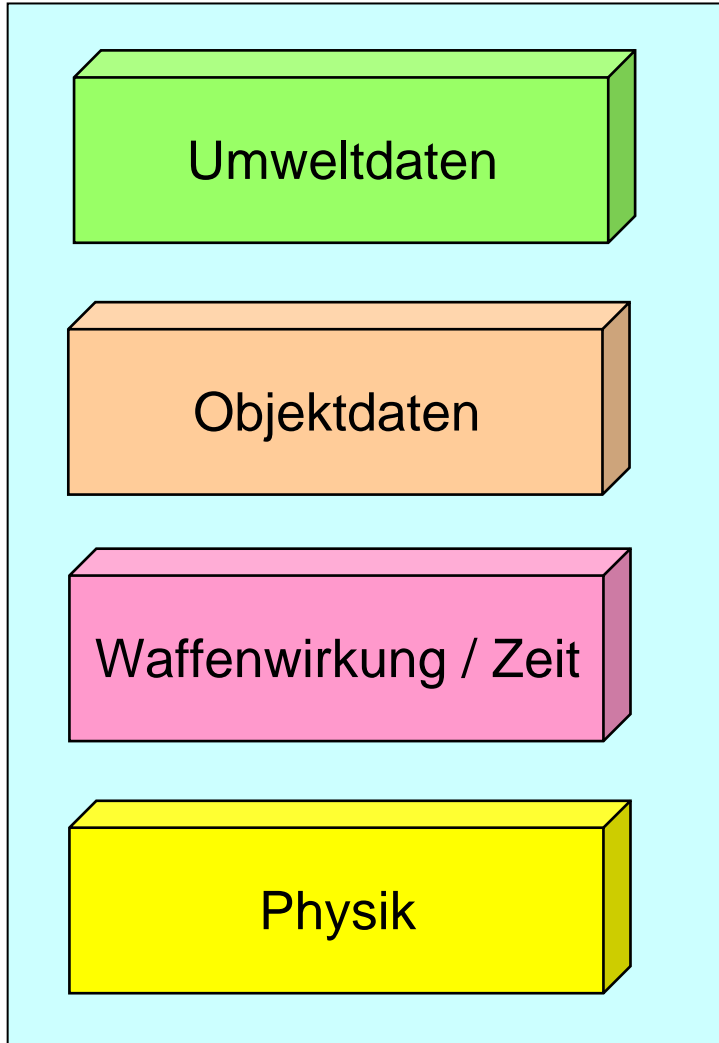 Umweltdaten
Objektdaten
Waffenwirkung / Zeit
Physik